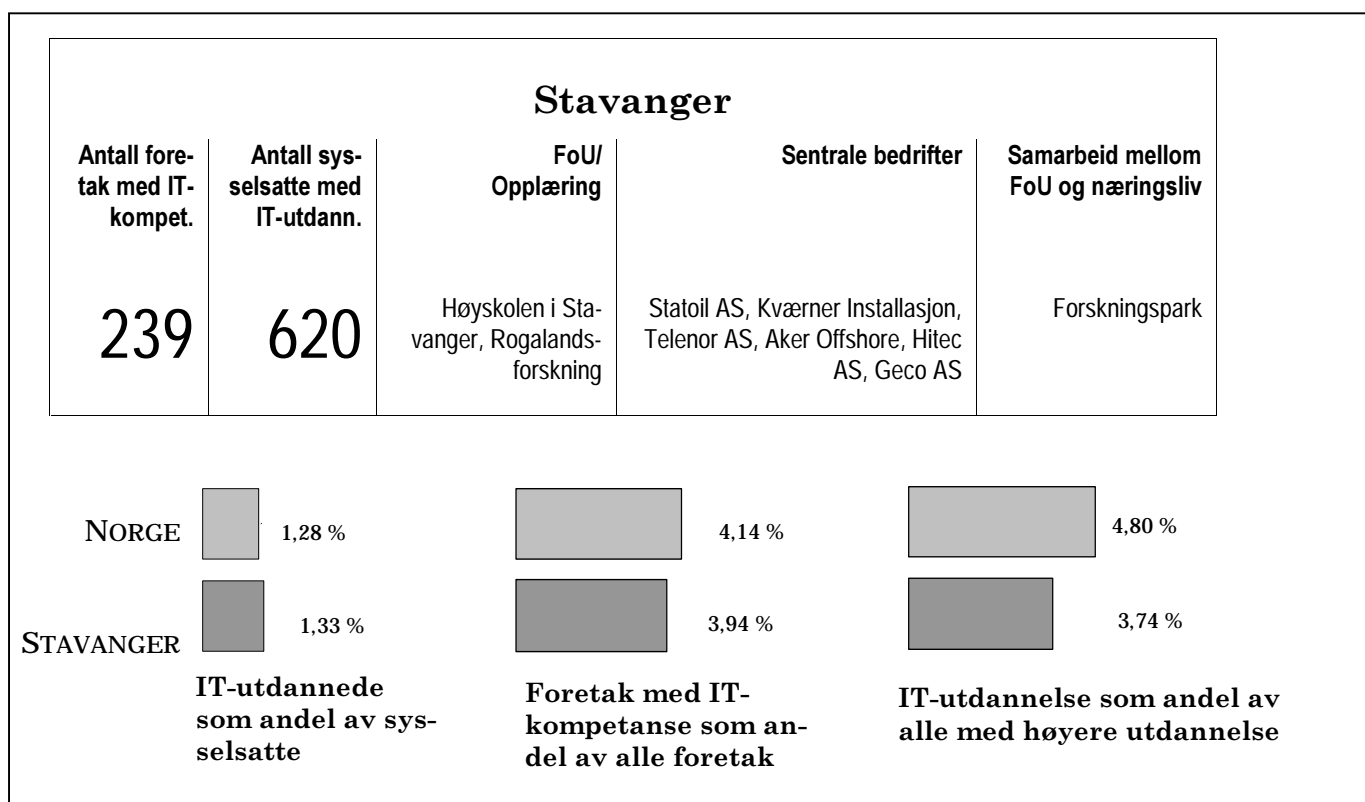 Stavanger
Antall fore-
tak med IT-
kompet.
Antall sys-
selsatte med
IT-utdann.
FoU/
Opplæring
Sentrale bedrifter
Samarbeid mellom
FoU og næringsliv
239
620
Høyskolen i Sta-
vanger, Rogalands-
forskning
Statoil AS, Kværner Installasjon,
Telenor AS, Aker Offshore, Hitec
AS, Geco AS
Forskningspark
NORGE
1,28 %
4,14 %
4,80 %
STAVANGER
1,33 %
3,94 %
3,74 %
IT-utdannede
som andel av sys-
selsatte
Foretak med IT-
kompetanse som an-
del av alle foretak
IT-utdannelse som andel av
alle med høyere utdannelse